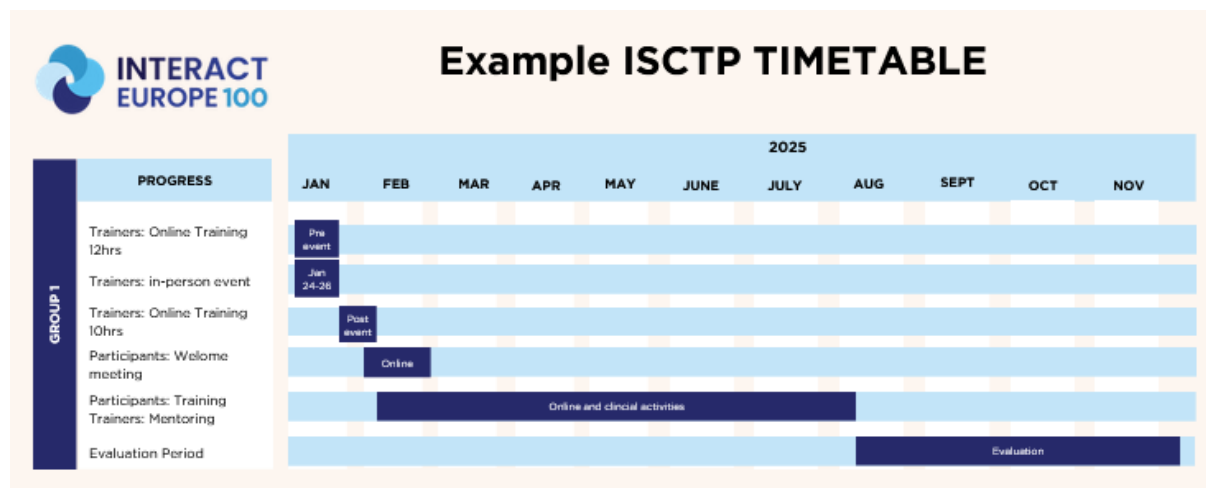 INTERACT
EUROPE 100
Example ISCTP TIMETABLE
2025
PROGRESS
JAN
FEB
MAR
APR
MAY
JUNE
JULY
AUG
SEPT
OCT
NOV
GROUP 1
Trainers: Online Training
12hrs
Pre
event
Trainers: in-person event
Jan
24-26
Trainers: Online Training
10hrs
Post
event
Participants: Welome
meeting
Online
Participants: Training
Trainers: Mentoring
Online and clincial activities
Evaluation Period
Evaluation